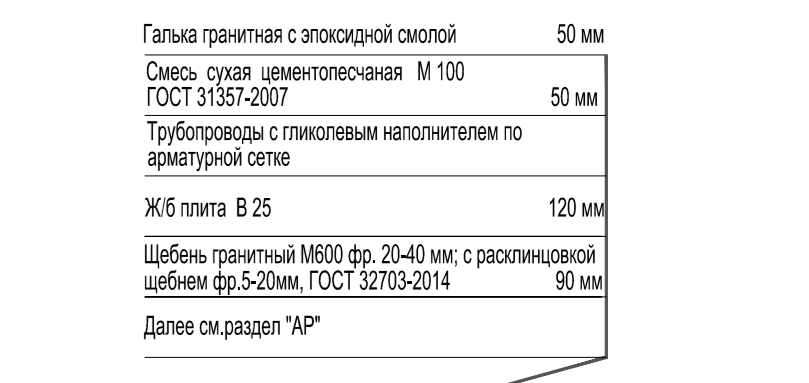 Галька гранитная с эпоксидной смолой 50 мм
Смесь сухая цементопесчаная М 100
ГОСТ 31357-2007 50 мм
Трубопроводы с гликолевым наполнителем по
арматурной сетке
Ж/б плита В 25 120 мм
Щебень гранитный М600 фр. 20-40 мм; с расклинцовкой
щебнем фр.5-20мм, ГОСТ 32703-2014 90 мм
Далее см.раздел "АР"